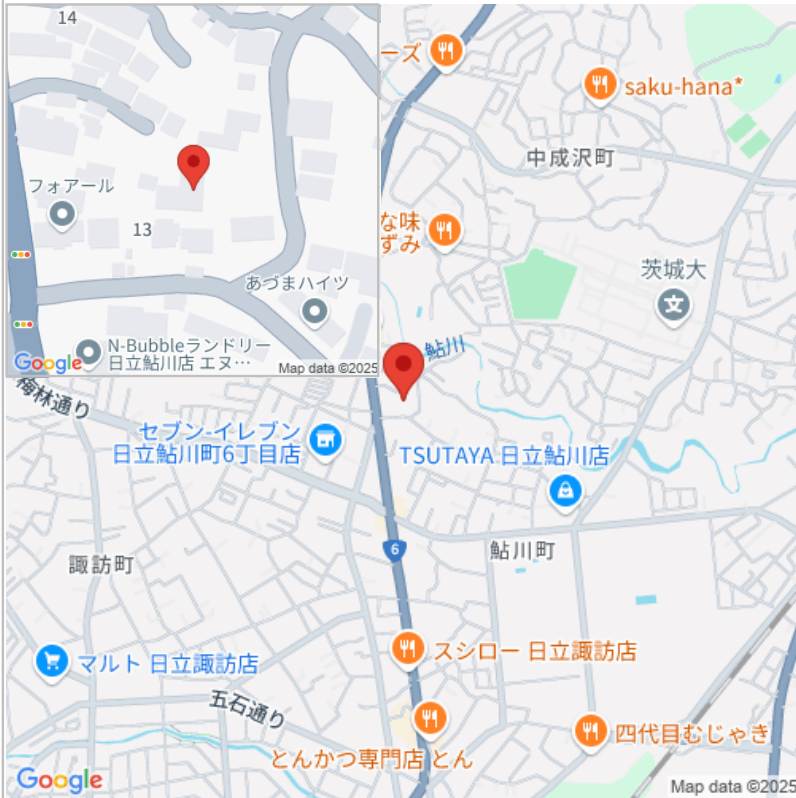 14
フォアール
13
あづまハイツ
N-Bubbleランドリー
日立鮎川店 エヌ…
Google
Map data ©2025
ーズ
saku-hana*
中成沢町
な味
ずみ
茨城大
文
鮎川
梅林通り
セブン-イレブン
日立鮎川町6丁目店
TSUTAYA 日立鮎川店
6
鮎川町
諏訪町
スシロー 日立諏訪店
マルト 日立諏訪店
五石通り
とんかつ専門店 とん
四代目むじゃき
Google
Map data ©2025